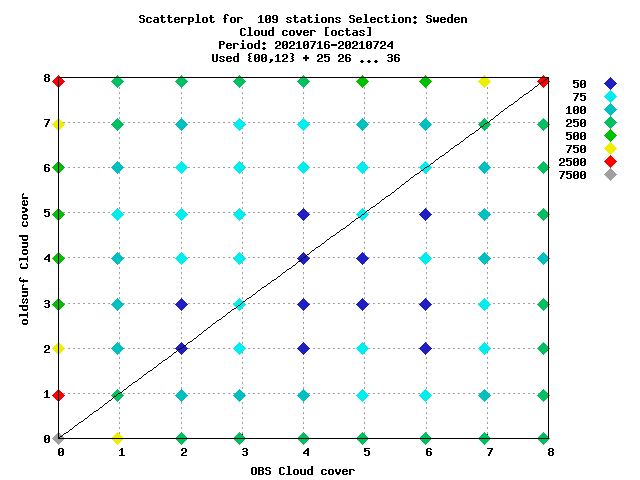 Scatterplot for  109 stations Selection: Sweden
Cloud cover [octas]
Period: 20210716-20210724
Used {00,12} + 25 26 ... 36
8
7
6
5
4
3
2
1
0
oldsurf Cloud cover
0 1 2 3 4 5 6 7 8
OBS Cloud cover
50
75
100
250
500
750
2500
7500